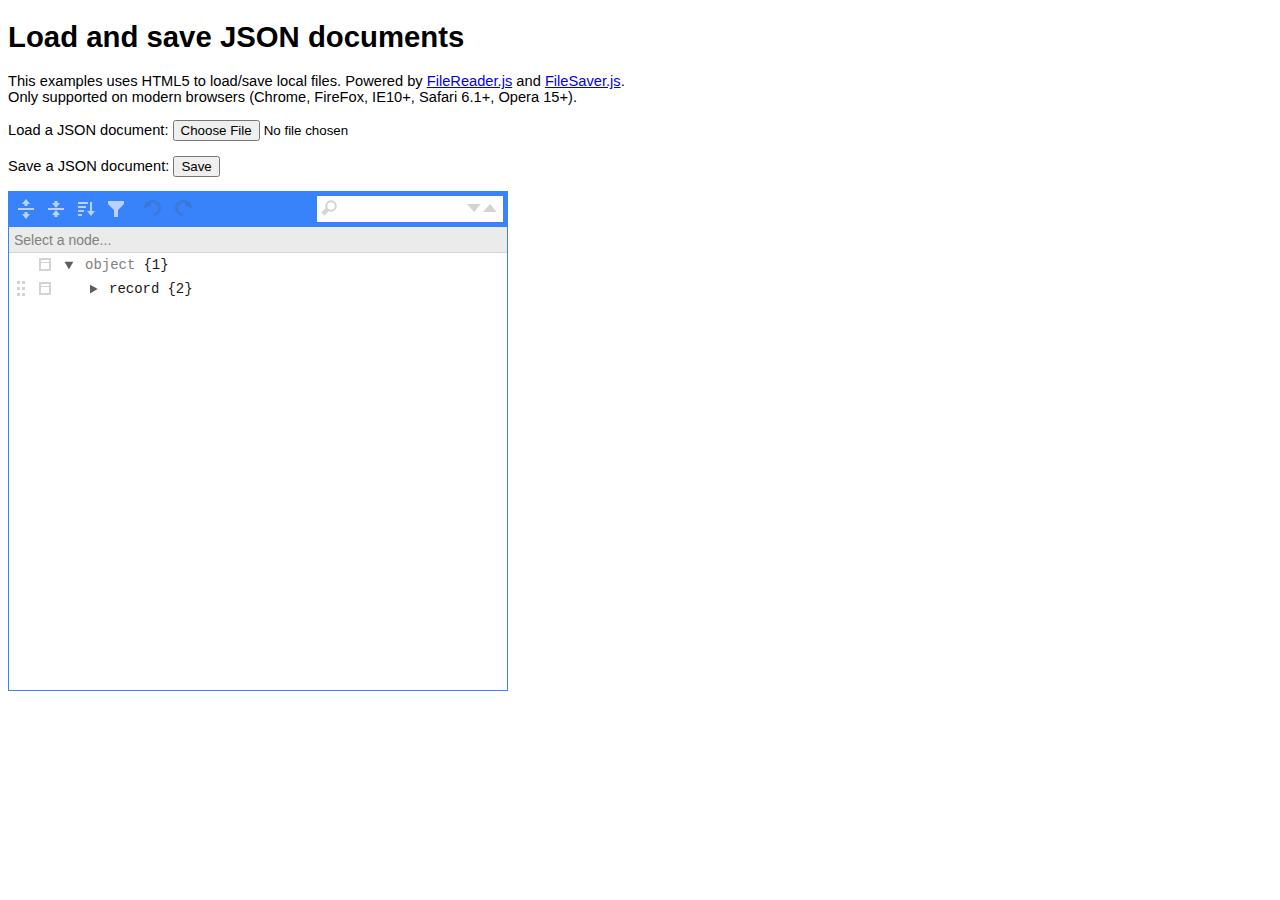 Load and save JSON documents
This examples uses HTML5 to load/save local files. Powered by FileReader.js and FileSaver.js.
Only supported on modern browsers (Chrome, FireFox, IE10+, Safari 6.1+, Opera 15+).
Load a JSON document: Choose File No file chosen
Save a JSON document: Save
Select a node...
object {1}
record {2}